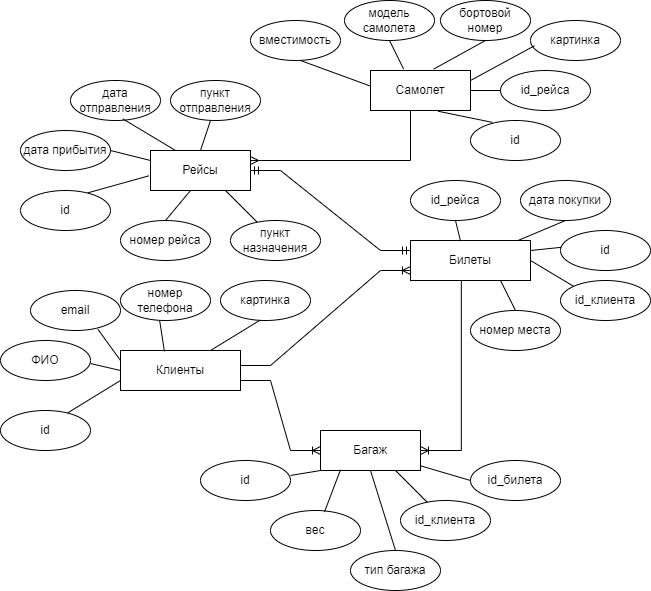 модель
самолета
бортовой
номер
вместимость
картинка
Самолет
id_рейса
id
дата
отправления
пункт
отправления
дата прибытия
Рейсы
id
номер рейса
пункт
назначения
id_рейса
дата покупки
Билеты
id
id_клиента
номер места
email
номер
телефона
картинка
ФИО
Клиенты
id
Багаж
id
id_билета
вес
id_клиента
тип багажа